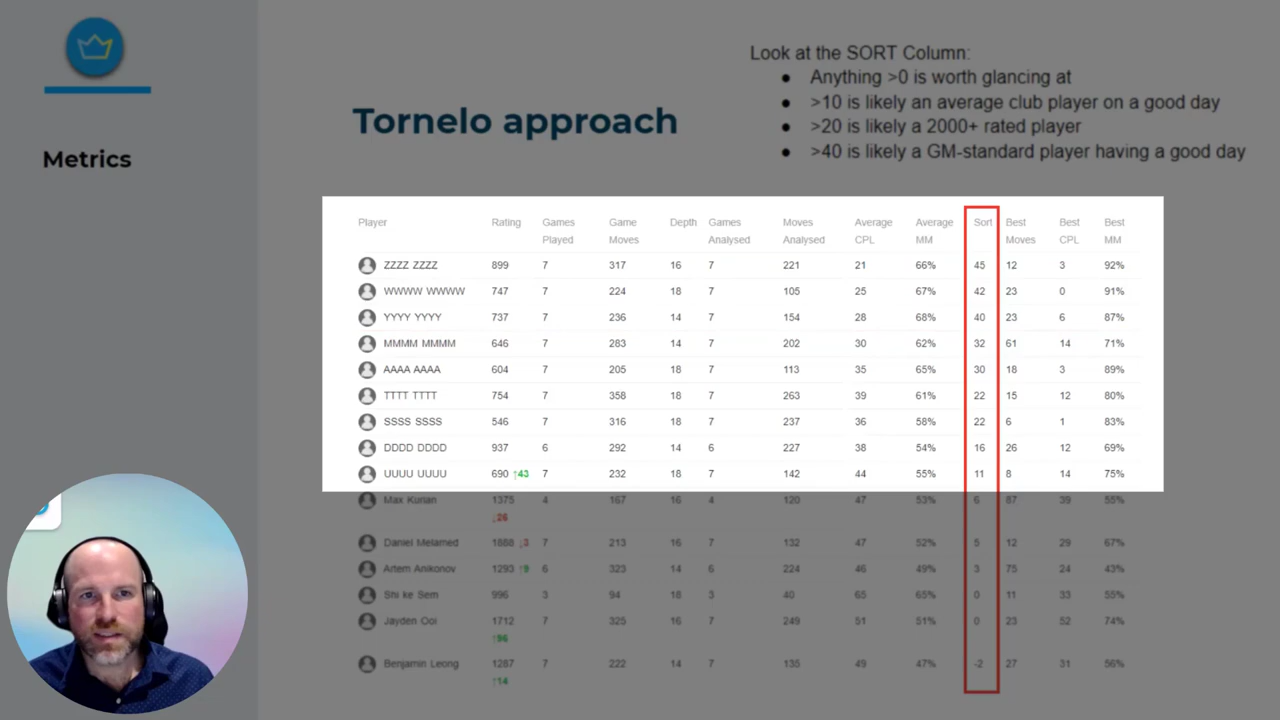 Metrics
Tornelo approach
Look at the SORT Column:
● Anything >0 is worth glancing at
● >10 is likely an average club player on a good day
● >20 is likely a 2000+ rated player
● >40 is likely a GM-standard player having a good day
Player Rating Games Played Game Moves Depth Games Analysed Moves Analysed Average CPL Average MM Sort Best Moves Best CPL Best MM
ZZZZ ZZZZ 899 7 317 16 7 221 21 66% 45 12 3 92%
WWWW WWWW 747 7 224 18 7 105 25 67% 42 23 0 91%
YYYY YYYY 737 7 236 14 7 154 28 68% 40 23 6 87%
MMMM MMMM 646 7 283 14 7 202 30 62% 32 61 14 71%
AAAA AAAA 604 7 205 18 7 113 35 65% 30 18 3 89%
TTTT TTTT 754 7 358 18 7 263 39 61% 22 15 12 80%
SSSS SSSS 546 7 316 18 7 237 36 58% 22 6 1 83%
DDDD DDDD 937 6 292 14 6 227 38 54% 16 26 12 69%
UUUU UUUU 690 ↑43 7 232 18 7 142 44 55% 11 8 14 75%
Max Kurian 1375 ↓26 4 167 16 4 120 47 53% 6 87 39 55%
Daniel Melamed 1888 ↓3 7 213 16 7 132 47 52% 5 12 29 67%
Artem Anikonov 1293 ↑9 6 323 14 6 224 46 49% 3 75 24 43%
Shi ke Sem 996 3 94 18 3 40 65 65% 0 11 33 55%
Jayden Ooi 1712 ↑96 7 325 16 7 249 51 51% 0 23 52 74%
Benjamin Leong 1287 ↑14 7 222 14 7 135 49 47% -2 27 31 56%